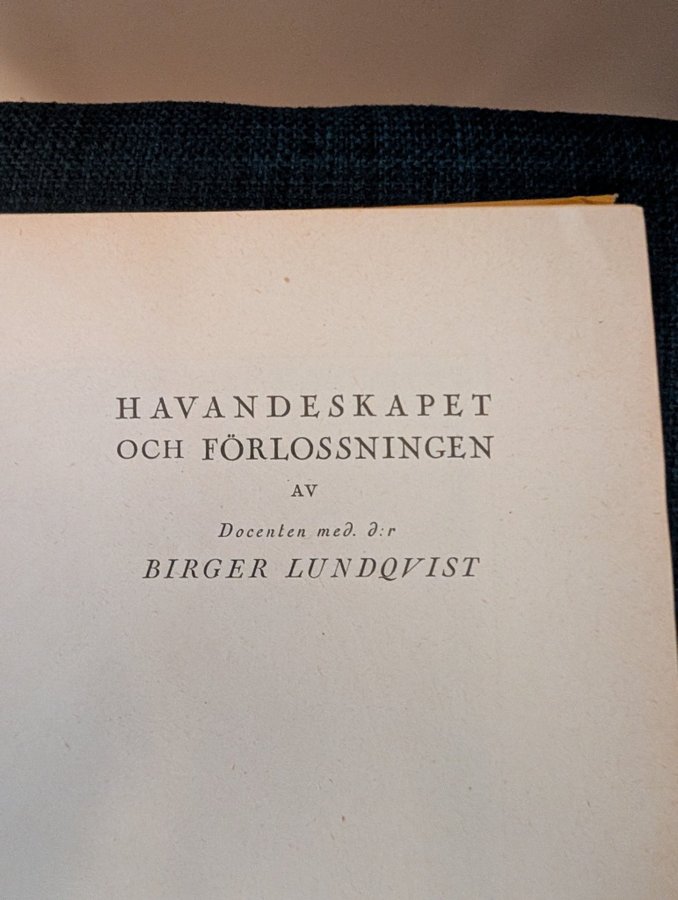 HAVANDESKAPET
OCH FÖRLOSSNINGEN
AV
Docenten med. d:r
BIRGER LUNDQVIST